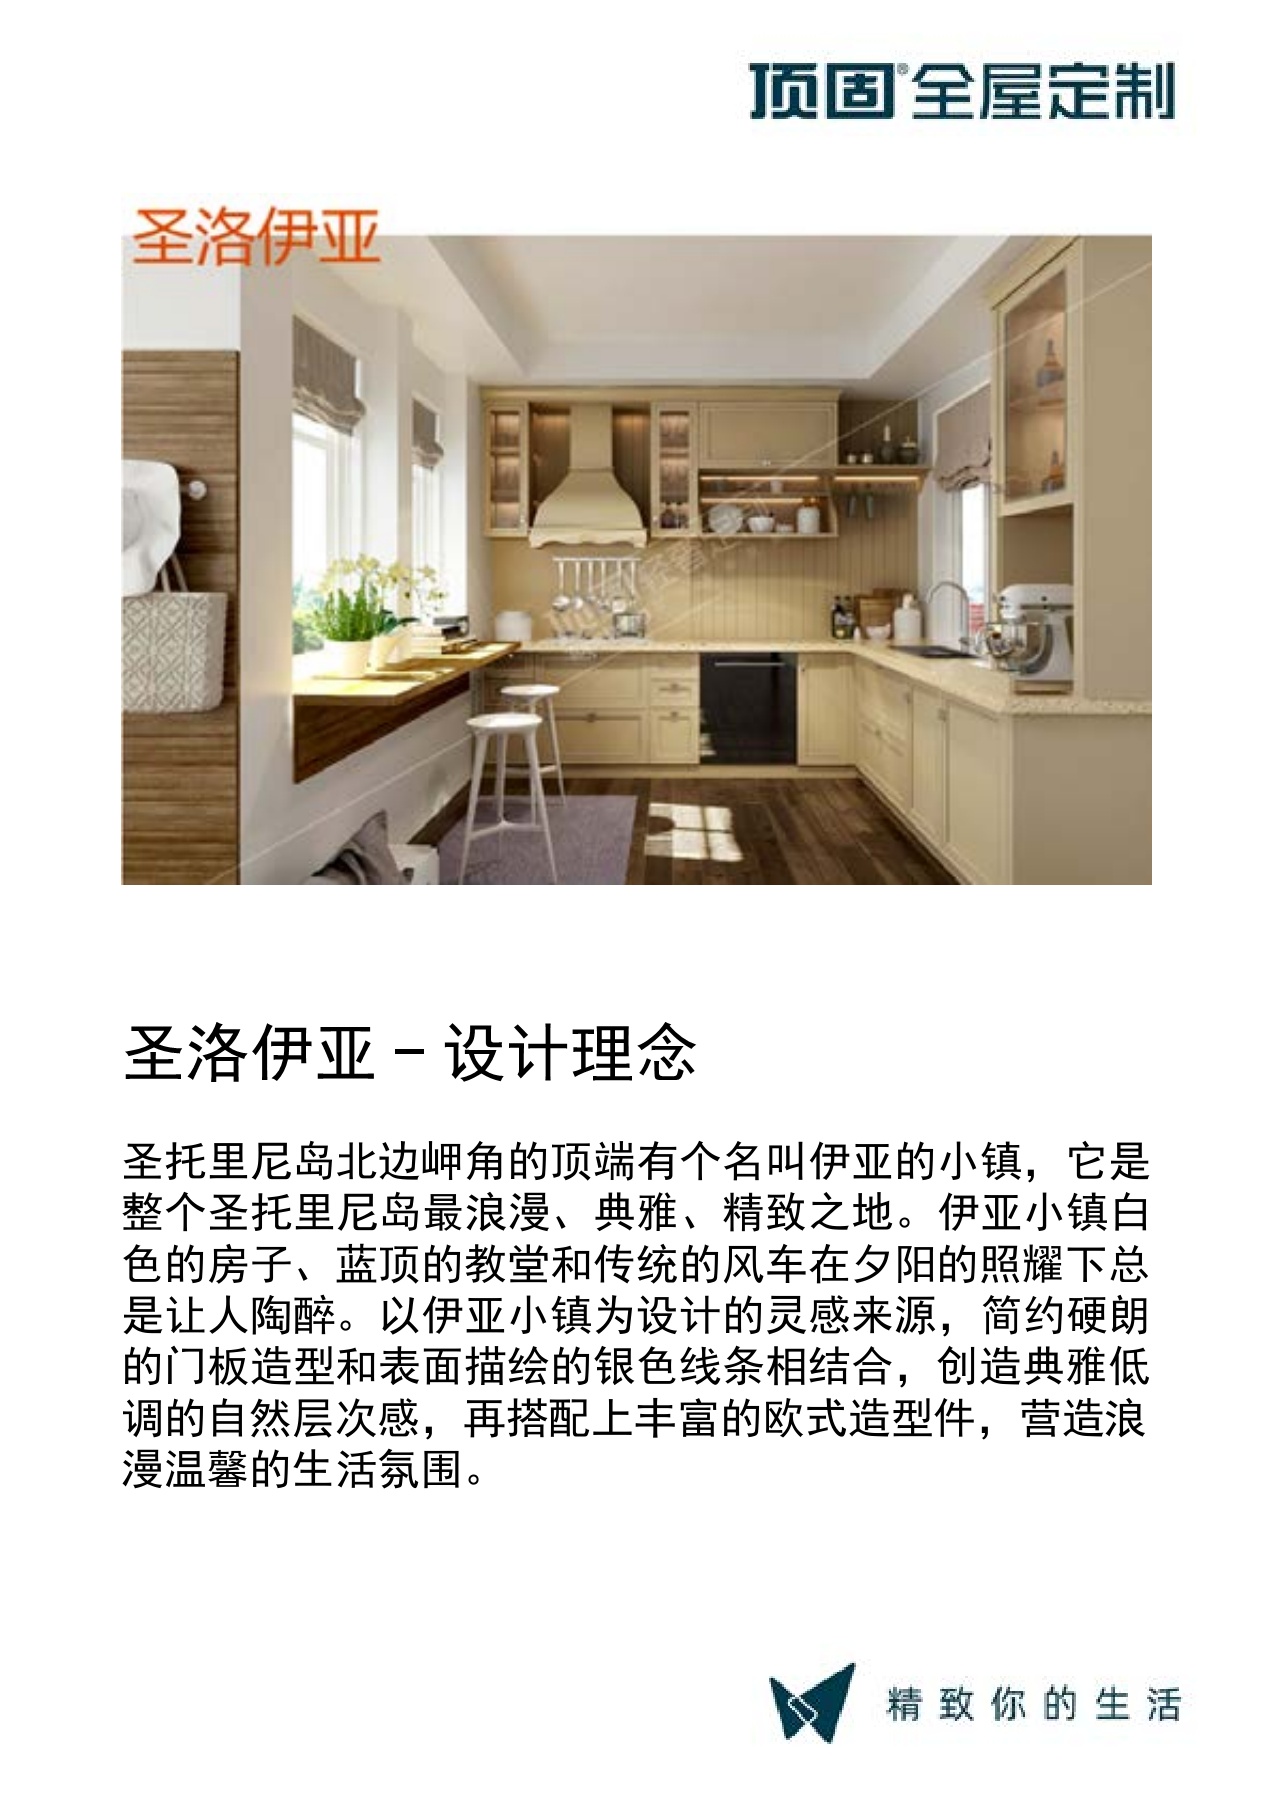 顶固®全屋定制
圣洛伊亚
圣洛伊亚－设计理念
圣托里尼岛北边岬角的顶端有个名叫伊亚的小镇，它是
整个圣托里尼岛最浪漫、典雅、精致之地。伊亚小镇白
色的房子、蓝顶的教堂和传统的风车在夕阳的照耀下总
是让人陶醉。以伊亚小镇为设计的灵感来源，简约硬朗
的门板造型和表面描绘的银色线条相结合，创造典雅低
调的自然层次感，再搭配上丰富的欧式造型件，营造浪
漫温馨的生活氛围。
精致你的生活